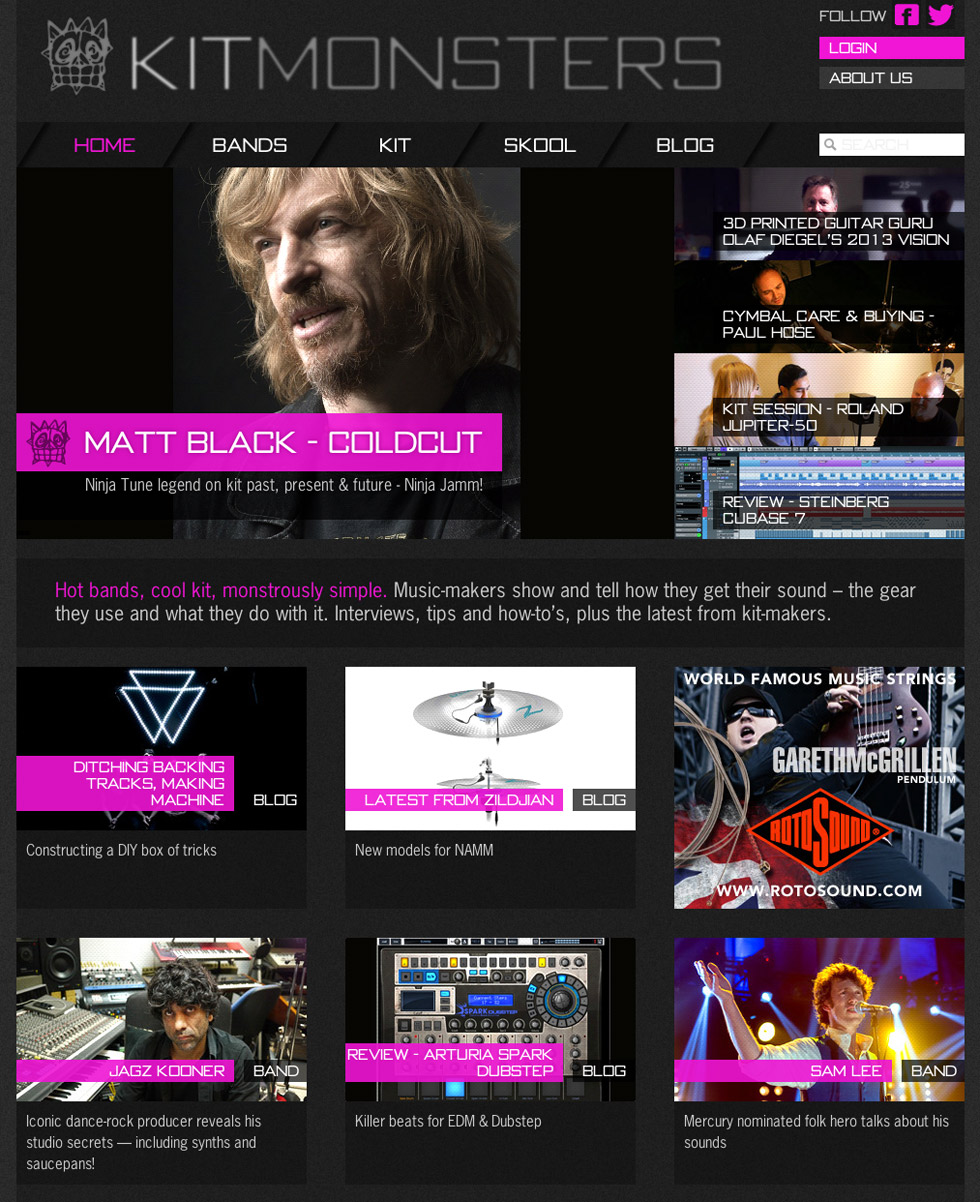 FOLLOW
LOGIN
ABOUT US
KITMONSTERS
HOME BANDS KIT SKOOL BLOG
SEARCH
MATT BLACK - COLDCUT
Ninja Tune legend on kit past, present & future - Ninja Jamm!
3D PRINTED GUITAR GURU
OLAF DIEGEL'S 2013 VISION
CYMBAL CARE & BUYING -
PAUL HOSE
KIT SESSION - ROLAND
JUPITER-50
REVIEW - STEINBERG
CUBASE 7
Hot bands, cool kit, monstrously simple. Music-makers show and tell how they get their sound – the gear
they use and what they do with it. Interviews, tips and how-to's, plus the latest from kit-makers.
DITCHING BACKING
TRACKS, MAKING
MACHINE
BLOG
Constructing a DIY box of tricks
LATEST FROM ZILDJIAN
BLOG
New models for NAMM
WORLD FAMOUS MUSIC STRINGS
GARETHMcGRILLEN
PENDULUM
ROTOSOUND®
WWW.ROTOSOUND.COM
JAGZ KOONER
BAND
Iconic dance-rock producer reveals his
studio secrets — including synths and
saucepans!
SPARK DUBSTEP
REVIEW - ARTURIA SPARK
DUBSTEP
BLOG
Killer beats for EDM & Dubstep
SAM LEE
BAND
Mercury nominated folk hero talks about his
sounds